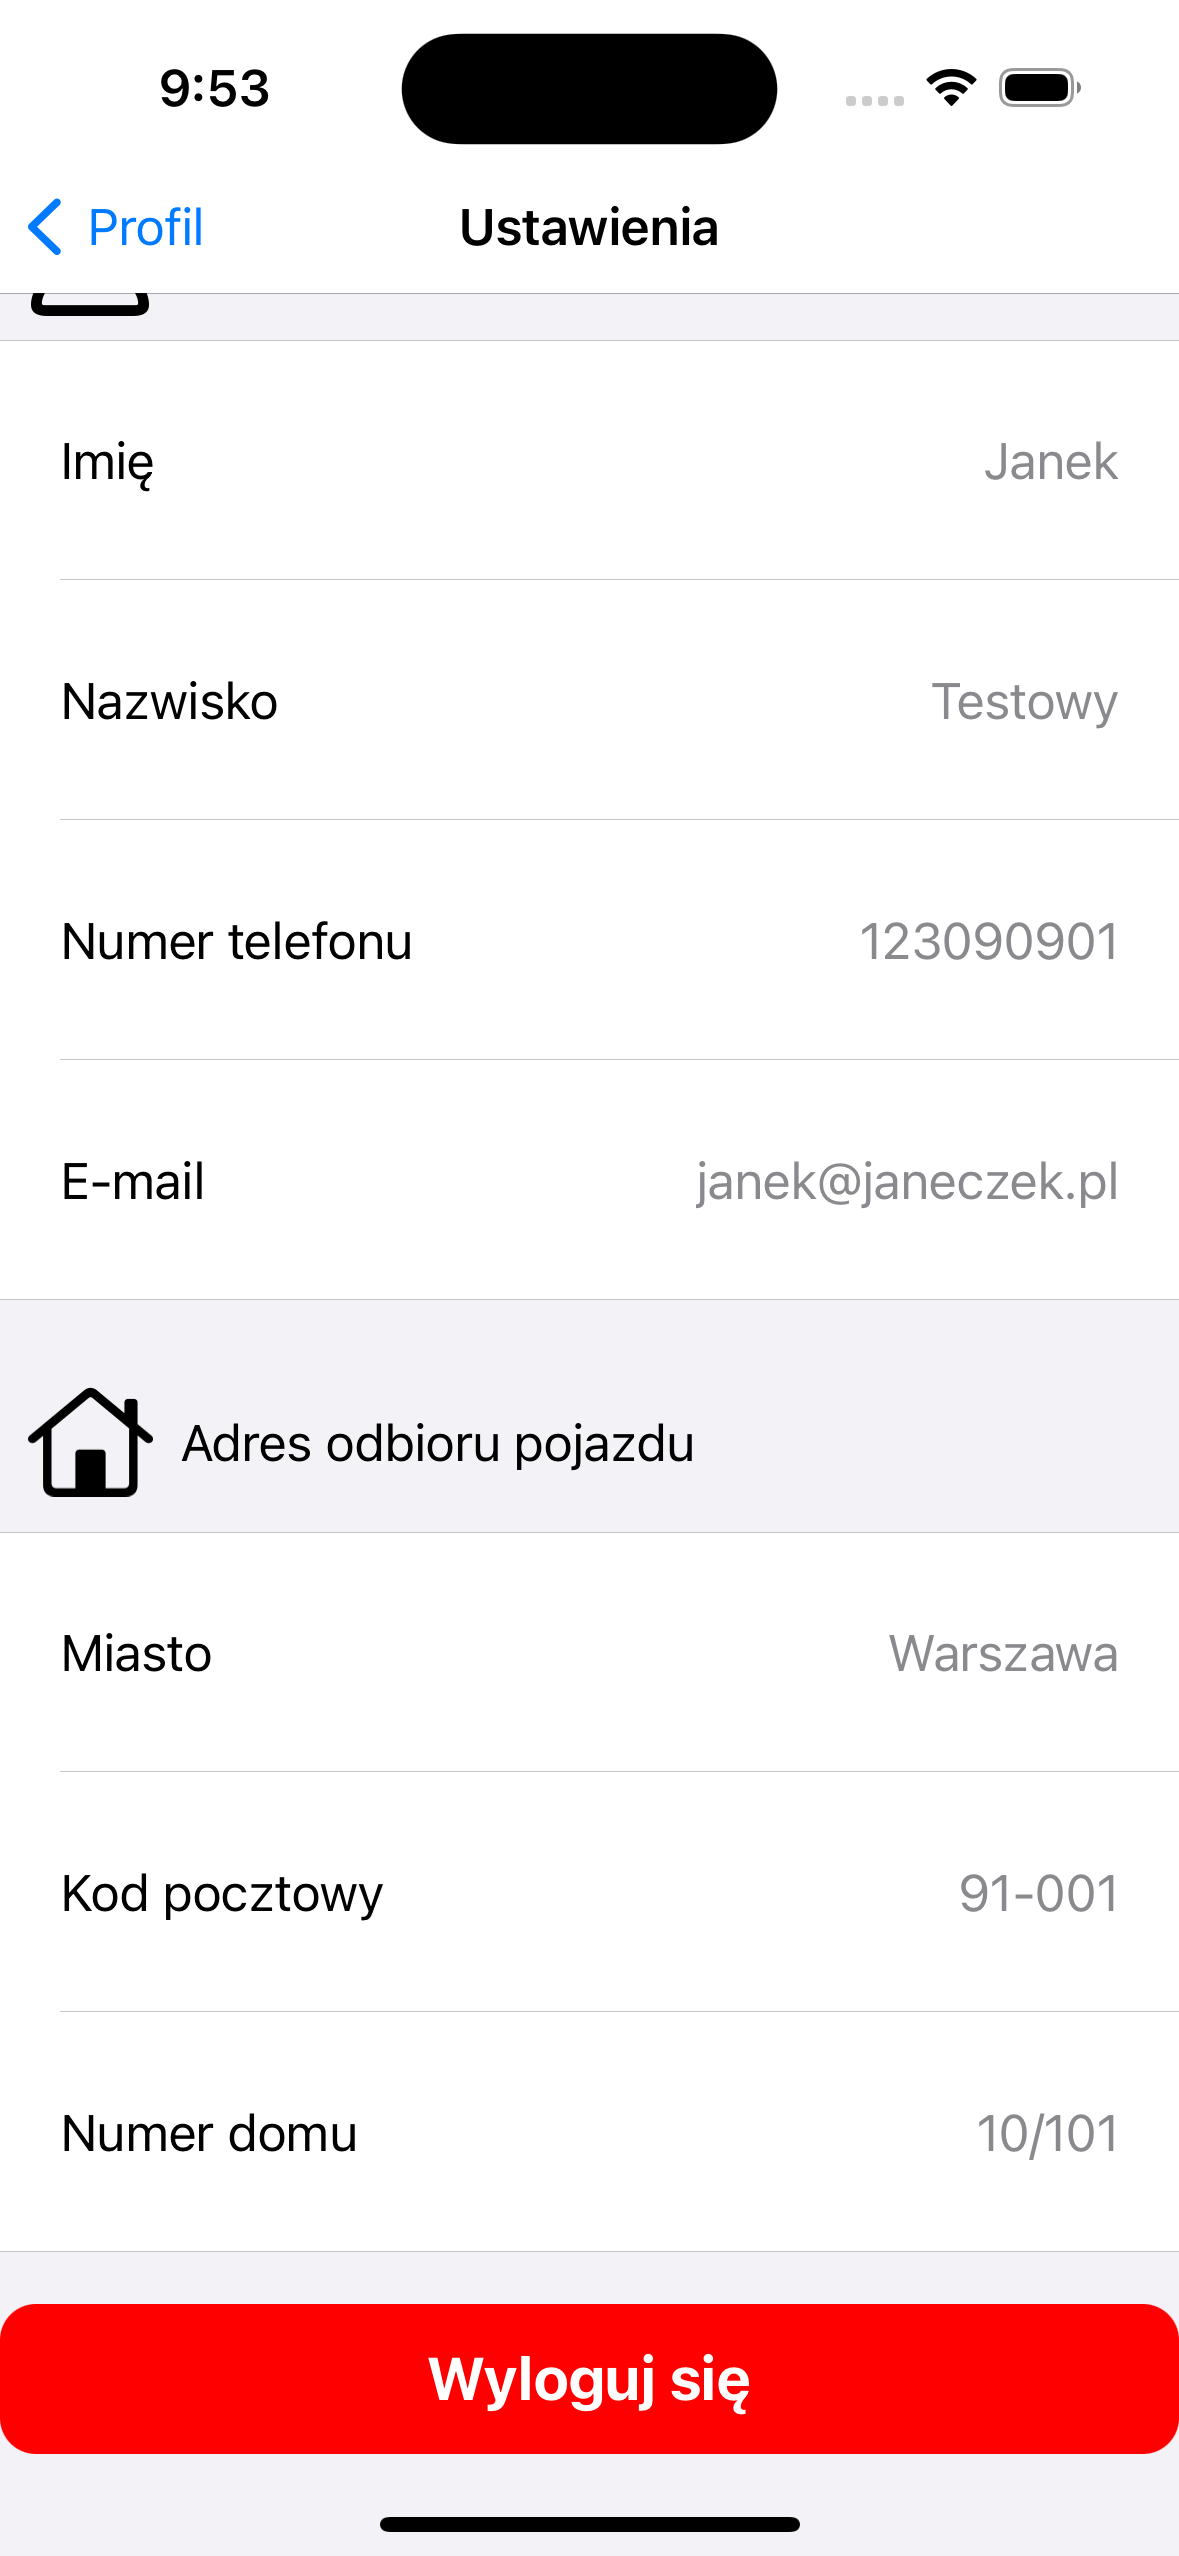 9:53
Profil
Ustawienia
Imię
Janek
Nazwisko
Testowy
Numer telefonu
123090901
E-mail
janek@janeczek.pl
Adres odbioru pojazdu
Miasto
Warszawa
Kod pocztowy
91-001
Numer domu
10/101
Wyloguj się